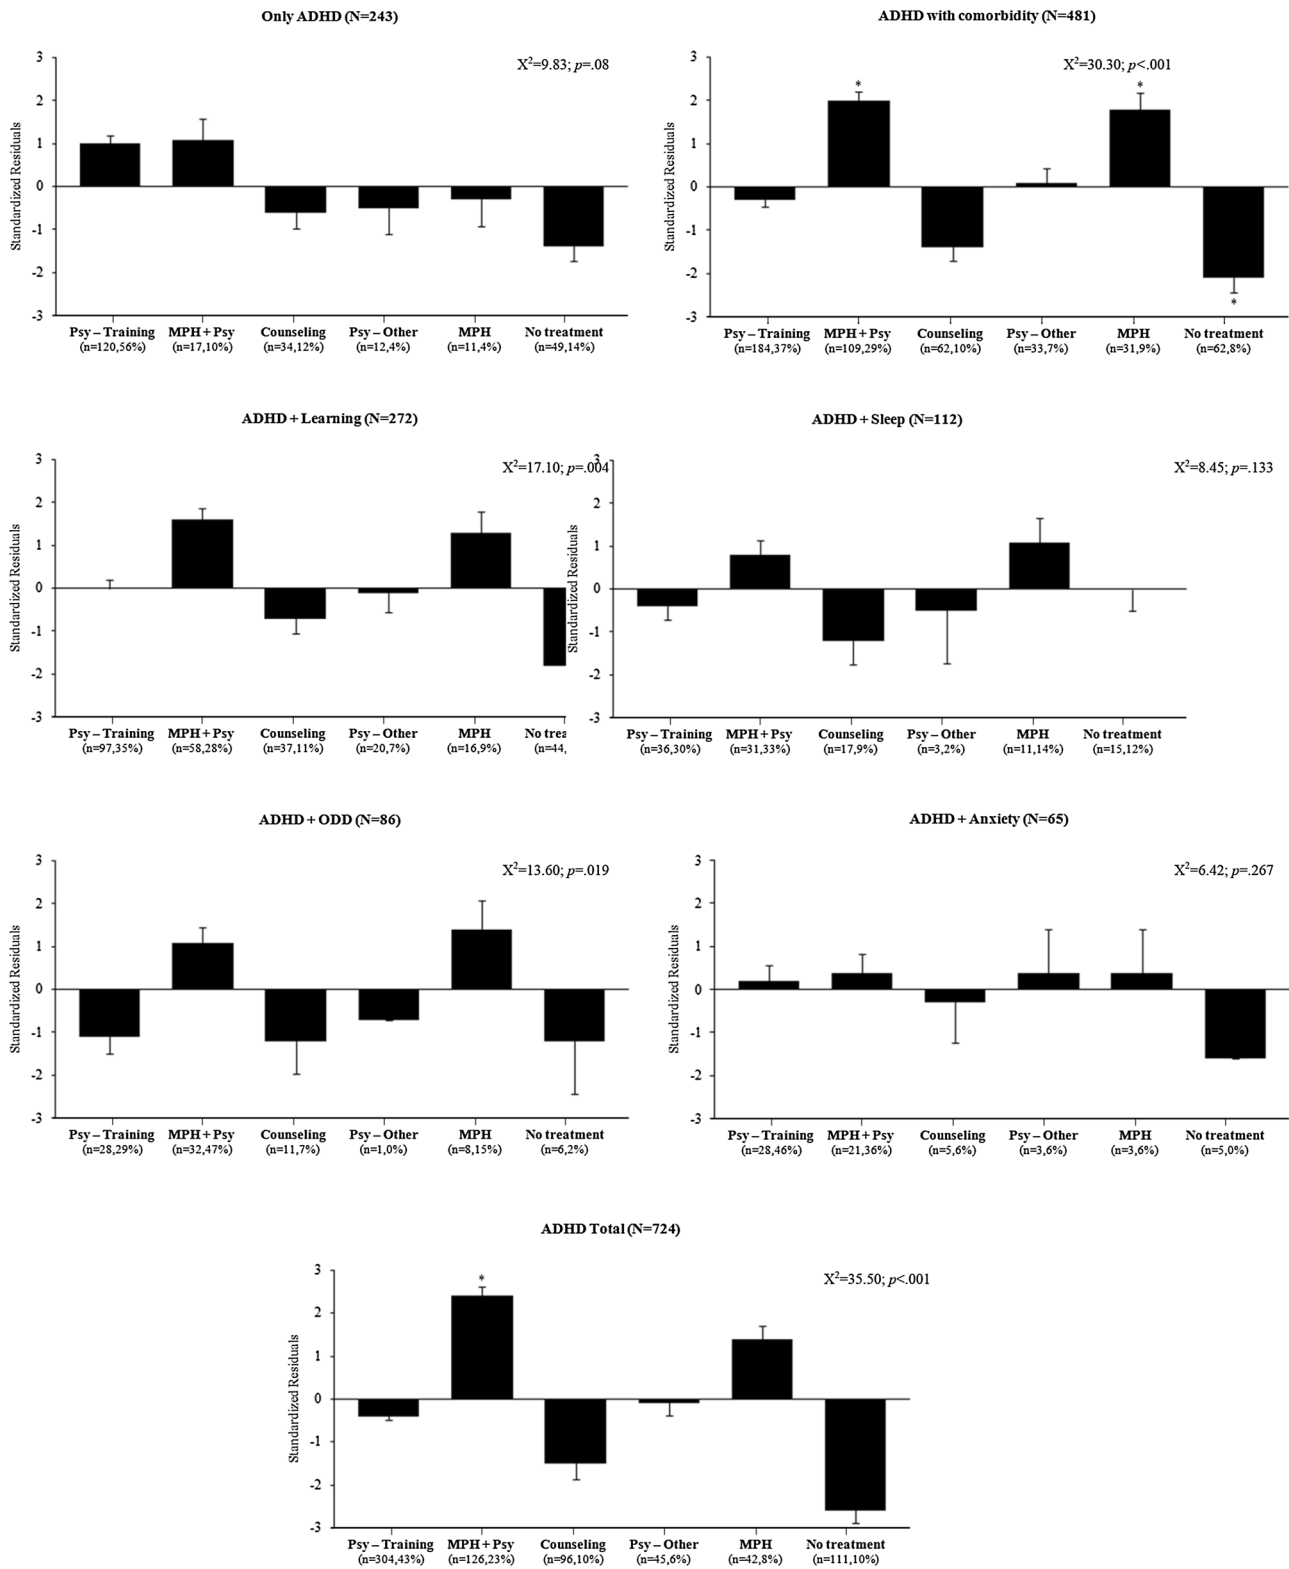 Only ADHD (N=243)
X²=9.83; p=.08
Standardized Residuals
3
2
1
0
-1
-2
-3
Psy – Training MPH + Psy Counseling Psy – Other MPH No treatment
(n=120,56%) (n=17,10%) (n=34,12%) (n=12,4%) (n=11,4%) (n=49,14%)
ADHD with comorbidity (N=481)
X²=30.30; p<.001
Standardized Residuals
3
2
1
0
-1
-2
-3
* * *
Psy – Training MPH + Psy Counseling Psy – Other MPH No treatment
(n=184,37%) (n=109,29%) (n=62,10%) (n=33,7%) (n=31,9%) (n=62,8%)
ADHD + Learning (N=272)
X²=17.10; p=.004
Standardized Residuals
3
2
1
0
-1
-2
-3
Psy – Training MPH + Psy Counseling Psy – Other MPH No trea
(n=97,35%) (n=58,28%) (n=37,11%) (n=20,7%) (n=16,9%) (n=44,
ADHD + Sleep (N=112)
X²=8.45; p=.133
Standardized Residuals
3
2
1
0
-1
-2
-3
Psy – Training MPH + Psy Counseling Psy – Other MPH No treatment
(n=36,30%) (n=31,33%) (n=17,9%) (n=3,2%) (n=11,14%) (n=15,12%)
ADHD + ODD (N=86)
X²=13.60; p=.019
Standardized Residuals
3
2
1
0
-1
-2
-3
Psy – Training MPH + Psy Counseling Psy – Other MPH No treatment
(n=28,29%) (n=32,47%) (n=11,7%) (n=1,0%) (n=8,15%) (n=6,2%)
ADHD + Anxiety (N=65)
X²=6.42; p=.267
Standardized Residuals
3
2
1
0
-1
-2
-3
Psy – Training MPH + Psy Counseling Psy – Other MPH No treatment
(n=28,46%) (n=21,36%) (n=5,6%) (n=3,6%) (n=3,6%) (n=5,0%)
ADHD Total (N=724)
X²=35.50; p<.001
Standardized Residuals
3
2
1
0
-1
-2
-3
*
Psy – Training MPH + Psy Counseling Psy – Other MPH No treatment
(n=304,43%) (n=126,23%) (n=96,10%) (n=45,6%) (n=42,8%) (n=111,10%)